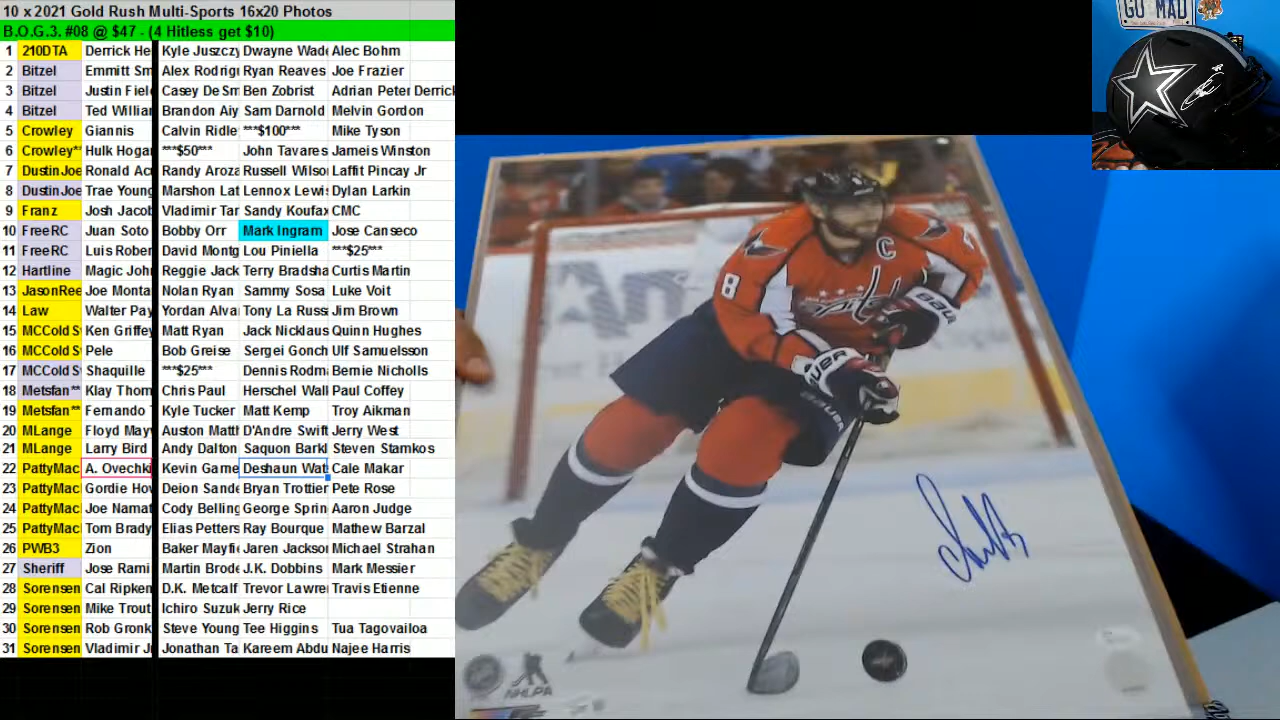 10 x 2021 Gold Rush Multi-Sports 16x20 Photos
B.O.G.3. #08 @ $47 - (4 Hitless get $10)
1 210DTA Derrick He Kyle Juszczy Dwayne Wade Alec Bohm
2 Bitzel Emmitt Sm Alex Rodrigu Ryan Reaves Joe Frazier
3 Bitzel Justin Fiel Casey De Sm Ben Zobrist Adrian Peter Derrick
4 Bitzel Ted Willian Brandon Aiy Sam Darnold Melvin Gordon
5 Crowley Giannis Calvin Ridle ***$100*** Mike Tyson
6 Crowley** Hulk Hoga ***$50*** John Tavares Jameis Winston
7 DustinJoe Ronald Acu Randy Aroza Russell Wilso Laffit Pincay Jr
8 DustinJoe Trae Young Marshon Lat Lennox Lewi Dylan Larkin
9 Franz Josh Jacob Vladimir Tar Sandy Koufax CMC
10 FreeRC Juan Soto Bobby Orr Mark Ingram Jose Canseco
11 FreeRC Luis Rober David Montg Lou Piniella ***$25***
12 Hartline Magic John Reggie Jack Terry Bradsha Curtis Martin
13 JasonRee Joe Monta Nolan Ryan Sammy Sosa Luke Voit
14 Law Walter Pay Yordan Alva Tony La Russ Jim Brown
15 MCCold S Ken Griffey Matt Ryan Jack Nicklaus Quinn Hughes
16 MCCold S Pele Bob Greise Sergei Gonch Ulf Samuelsson
17 MCCold S Shaquille ***$25*** Dennis Rodm Bernie Nicholls
18 Metsfan** Klay Thom Chris Paul Herschel Wal Paul Coffey
19 Metsfan** Fernando Kyle Tucker Matt Kemp Troy Aikman
20 MLange Floyd May Auston Matt D'Andre Swift Jerry West
21 MLange Larry Bird Andy Dalton Saquon Barkl Steven Stamkos
22 PattyMac A. Ovechki Kevin Garne Deshaun Wat Cale Makar
23 PattyMac Gordie Ho Deion Sande Bryan Trottier Pete Rose
24 PattyMac Joe Namat Cody Belling George Sprin Aaron Judge
25 PattyMac Tom Brady Elias Petters Ray Bourque Mathew Barzal
26 PWB3 Zion Baker Mayfi Jaren Jackso Michael Strahan
27 Sheriff Jose Rami Martin Brode J.K. Dobbins Mark Messier
28 Sorensen Cal Ripken D.K. Metcalf Trevor Lawre Travis Etienne
29 Sorensen Mike Trout Ichiro Suzuk Jerry Rice
30 Sorensen Rob Gronk Steve Young Tee Higgins Tua Tagovailoa
31 Sorensen Vladimir J Jonathan Ta Kareem Abdu Najee Harris
GO MAD
8
C
BAUER
BAUER
NHLPA